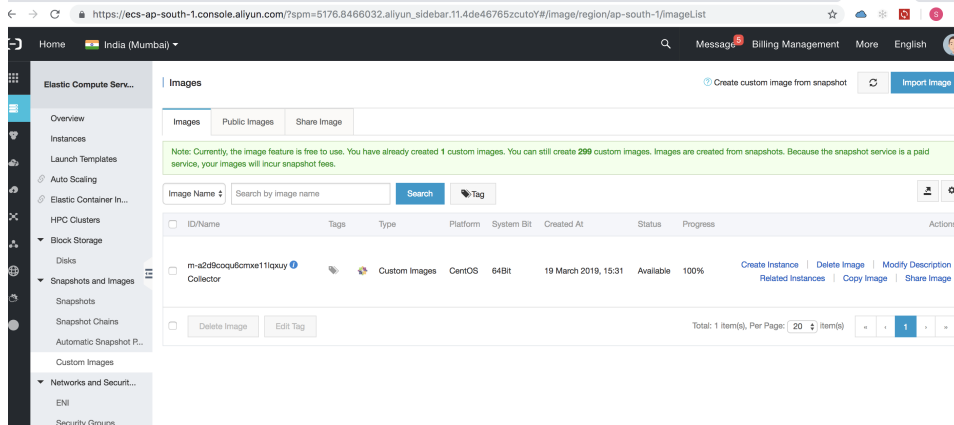 https://ecs-ap-south-1.console.aliyun.com/?spm=5176.8466032.aliyun_sidebar.11.4de46765zcutoY#/image/region/ap-south-1/imageList
S
Home India (Mumbai) Message 5 Billing Management More English
Elastic Compute Serv...
Overview
Instances
Launch Templates
Auto Scaling
Elastic Container In...
HPC Clusters
Block Storage
Disks
Snapshots and Images
Snapshots
Snapshot Chains
Automatic Snapshot P...
Custom Images
Networks and Securit...
ENI
Security Groups
Images
Create custom image from snapshot
Import Image
Images Public Images Share Image
Note: Currently, the image feature is free to use. You have already created 1 custom images. You can still create 299 custom images. Images are created from snapshots. Because the snapshot service is a paid
service, your images will incur snapshot fees.
Image Name Search by image name Search Tag
ID/Name Tags Type Platform System Bit Created At Status Progress Actions
m-a2d9coqu6cmxe11lqxuy
Collector
Custom Images CentOS 64Bit 19 March 2019, 15:31 Available 100%
Create Instance | Delete Image | Modify Description
Related Instances | Copy Image | Share Image
Delete Image Edit Tag Total: 1 item(s), Per Page: 20 item(s) « ‹ 1 › »